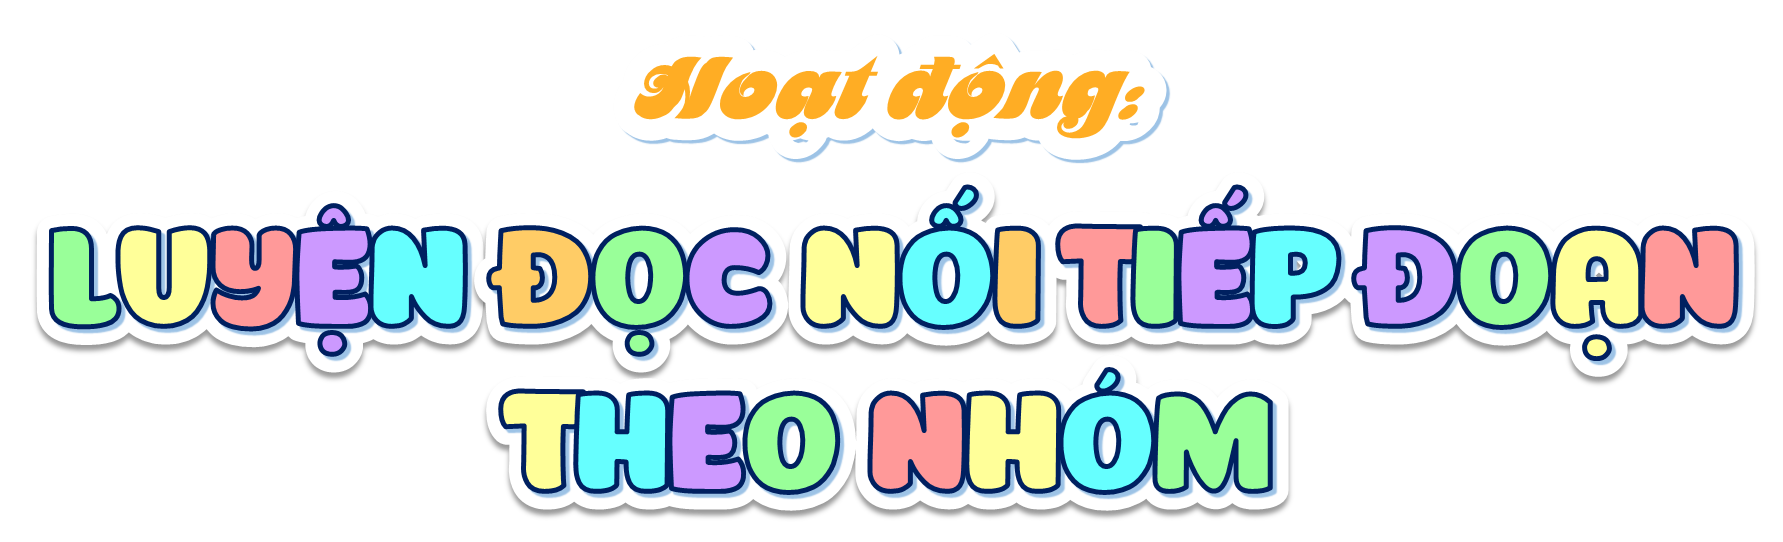 Hoạt động:
LUYỆN ĐỌC NỐI TIẾP ĐOẠN
THEO NHÓM